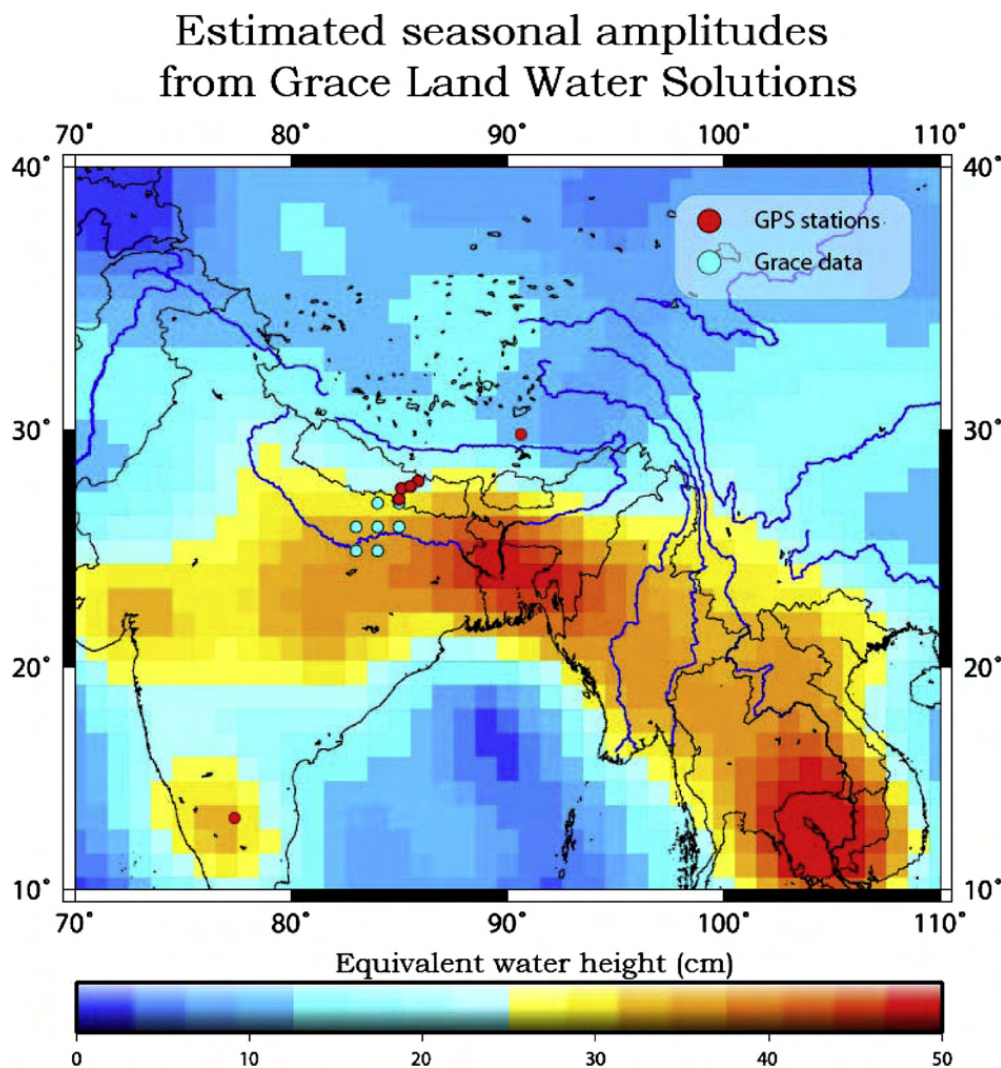 Estimated seasonal amplitudes
from Grace Land Water Solutions
70° 80° 90° 100° 110°
40° 40°
GPS stations
Grace data
30° 30°
20° 20°
10° 10°
70° 80° 90° 100° 110°
Equivalent water height (cm)
0 10 20 30 40 50